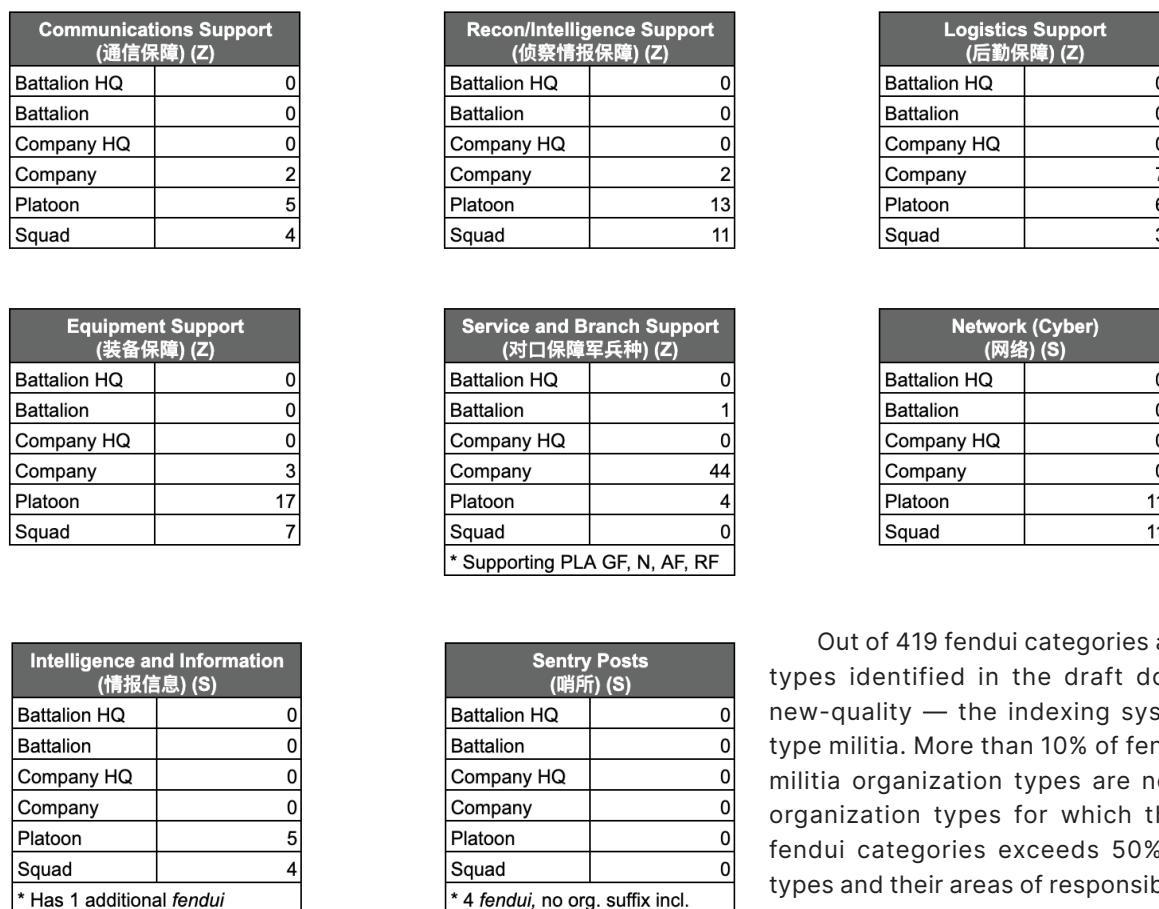 Communications Support
(通信保障) (Z)
Battalion HQ 0
Battalion 0
Company HQ 0
Company 2
Platoon 5
Squad 4
Recon/Intelligence Support
(侦察情报保障) (Z)
Battalion HQ 0
Battalion 0
Company HQ 0
Company 2
Platoon 13
Squad 11
Logistics Support
(后勤保障) (Z)
Battalion HQ
Battalion
Company HQ
Company
Platoon
Squad
Equipment Support
(装备保障) (Z)
Battalion HQ 0
Battalion 0
Company HQ 0
Company 3
Platoon 17
Squad 7
Service and Branch Support
(对口保障军兵种) (Z)
Battalion HQ 0
Battalion 1
Company HQ 0
Company 44
Platoon 4
Squad 0
* Supporting PLA GF, N, AF, RF
Network (Cyber)
(网络) (S)
Battalion HQ
Battalion
Company HQ
Company
Platoon
Squad
Intelligence and Information
(情报信息) (S)
Battalion HQ 0
Battalion 0
Company HQ 0
Company 0
Platoon 5
Squad 4
* Has 1 additional fendui
Sentry Posts
(哨所) (S)
Battalion HQ 0
Battalion 0
Company HQ 0
Company 0
Platoon 0
Squad 0
* 4 fendui, no org. suffix incl.
Out of 419 fendui categories
types identified in the draft
new-quality — the indexing
type militia. More than 10% of
militia organization types are
organization types for which
fendui categories exceeds 50%
types and their areas of